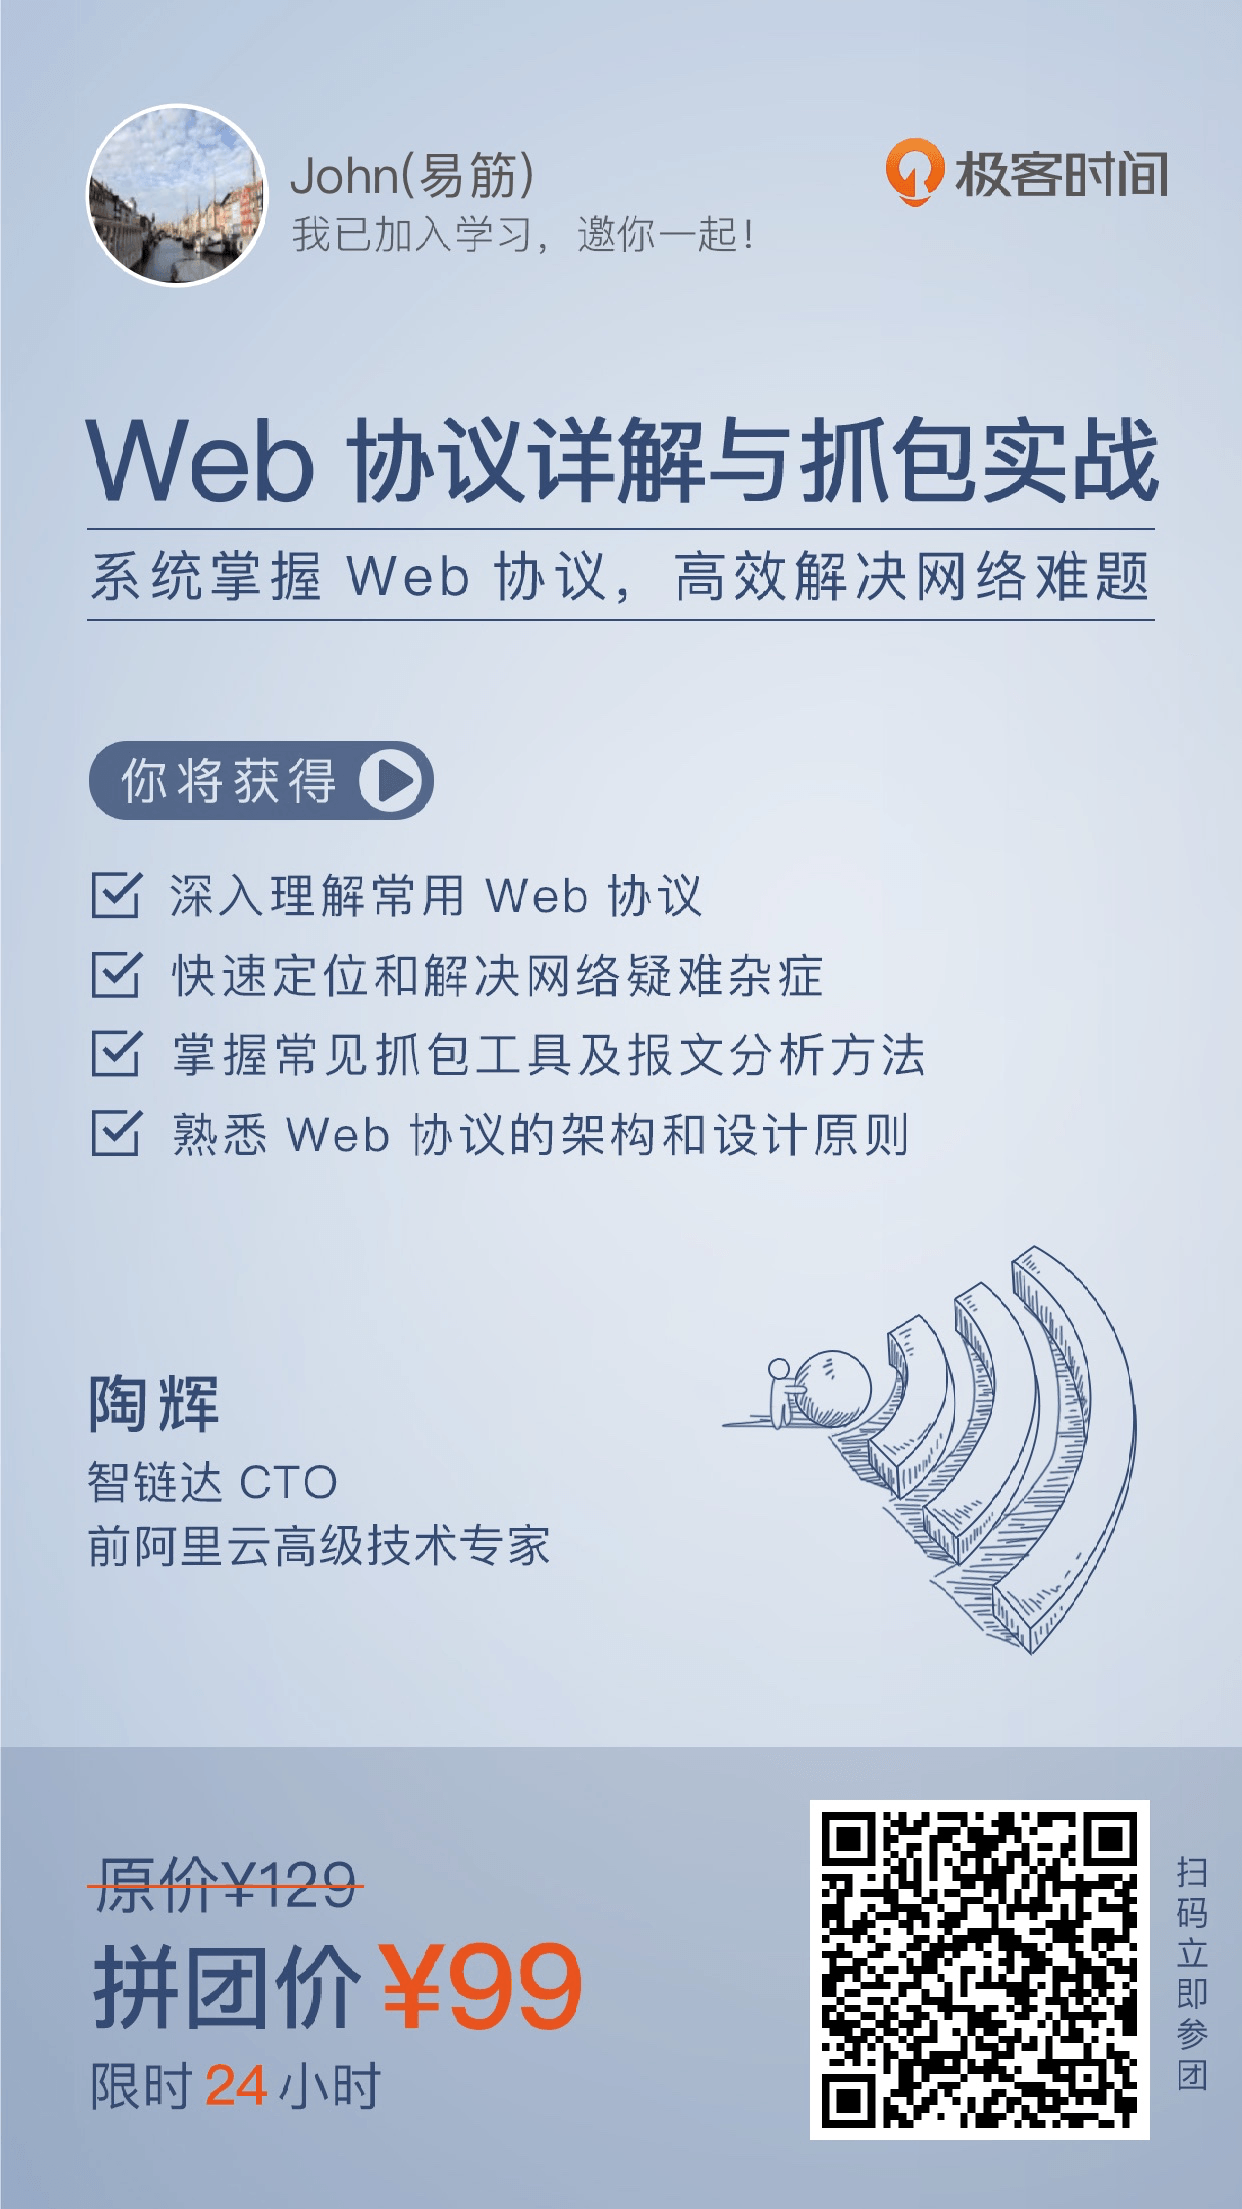 John(易筋)
我已加入学习，邀你一起！
极客时间
Web 协议详解与抓包实战
系统掌握 Web 协议，高效解决网络难题
你将获得
深入理解常用 Web 协议
快速定位和解决网络疑难杂症
掌握常见抓包工具及报文分析方法
熟悉 Web 协议的架构和设计原则
陶辉
智链达 CTO
前阿里云高级技术专家
原价¥129
拼团价 ¥99
限时 24 小时
扫码立即参团